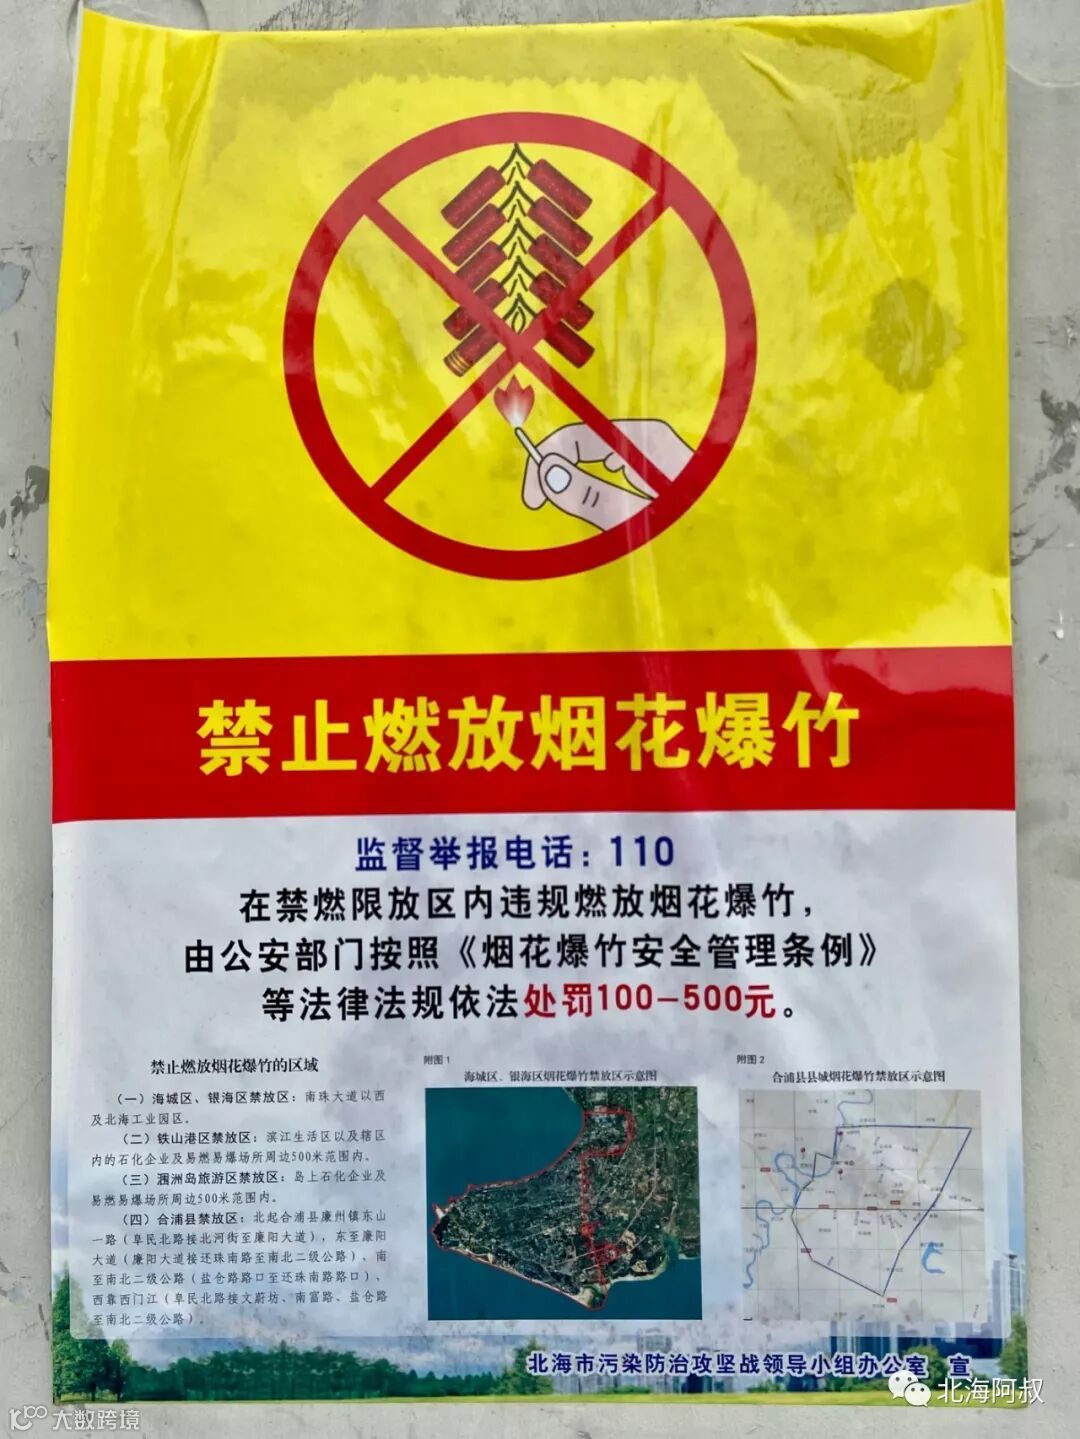 禁止燃放烟花爆竹
监督举报电话：110
在禁燃限放区内违规燃放烟花爆竹，
由公安部门按照《烟花爆竹安全管理条例》
等法律法规依法处罚100-500元。
禁止燃放烟花爆竹的区域
（一）海城区、银海区禁放区：南珠大道以西
及北海工业园区。
（二）铁山港区禁放区：滨江生活区以及辖区
内的石化企业及易燃易爆场所周边500米范围内。
（三）涠洲岛旅游区禁放区：岛上石化企业及
易燃易爆场所周边500米范围内。
（四）合浦县禁放区：北起合浦县廉州镇东山
一路（阜民北路接北河街至廉阳大道），东至廉阳
大道（廉阳大道接还珠南路至南北二级公路），南
至南北二级公路（盐仓路路口至还珠南路路口），
西靠西门江（阜民北路接文蔚坊、南富路、盐仓路
至南北二级公路）。
附图1
海城区、银海区烟花爆竹禁放区示意图
附图2
合浦县县城烟花爆竹禁放区示意图
北海市污染防治攻坚战领导小组办公室 宣
北海阿叔
大数跨境